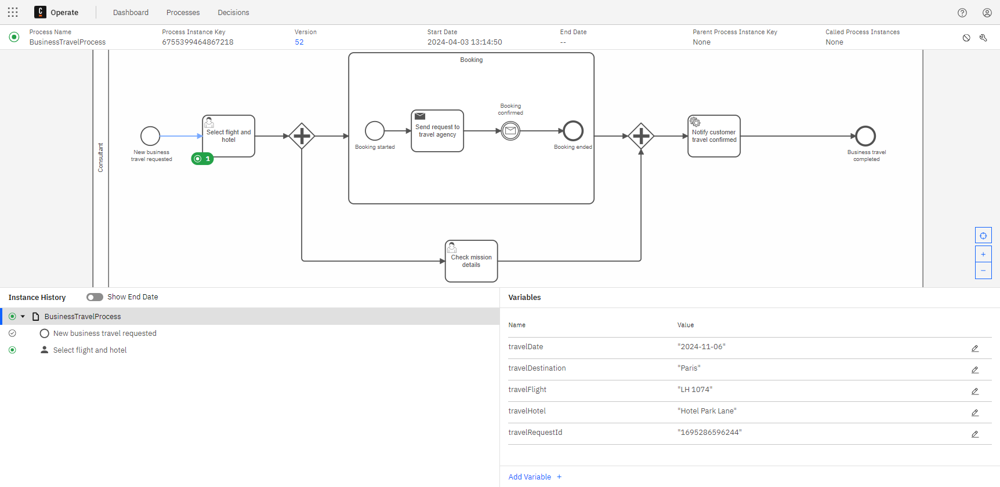 C Operate Dashboard Processes Decisions
Process Name Process Instance Key Version Start Date End Date Parent Process Instance Key Called Process Instances
BusinessTravelProcess 6755399464867218 52 2024-04-03 13:14:50 -- None None
Consultant
New business
travel requested
Select flight and
hotel
1
Booking
Booking started
Send request to
travel agency
Booking
confirmed
Booking ended
Check mission
details
Notify customer
travel confirmed
Business travel
completed
+
−
Instance History Show End Date
BusinessTravelProcess
New business travel requested
Select flight and hotel
Variables
Name Value
travelDate "2024-11-06"
travelDestination "Paris"
travelFlight "LH 1074"
travelHotel "Hotel Park Lane"
travelRequestId "1695286596244"
Add Variable +